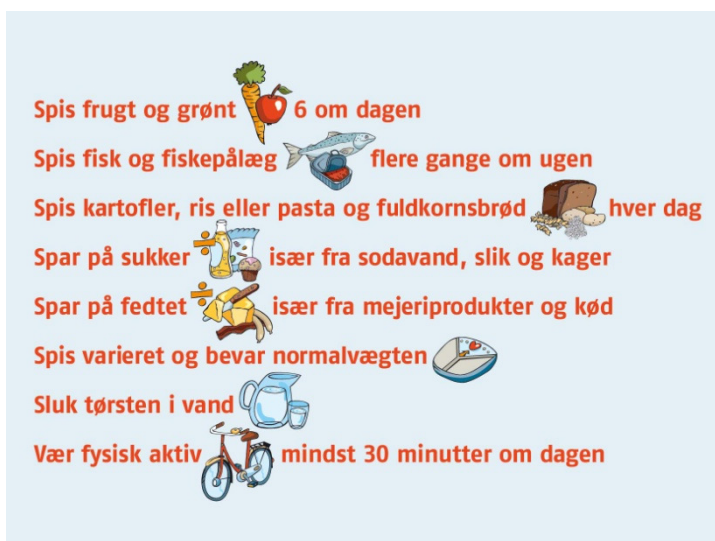 Spis frugt og grønt 6 om dagen
Spis fisk og fiskepålæg flere gange om ugen
Spis kartofler, ris eller pasta og fuldkornsbrød hver dag
Spar på sukker især fra sodavand, slik og kager
Spar på fedtet især fra mejeriprodukter og kød
Spis varieret og bevar normalvægten
Sluk tørsten i vand
Vær fysisk aktiv mindst 30 minutter om dagen